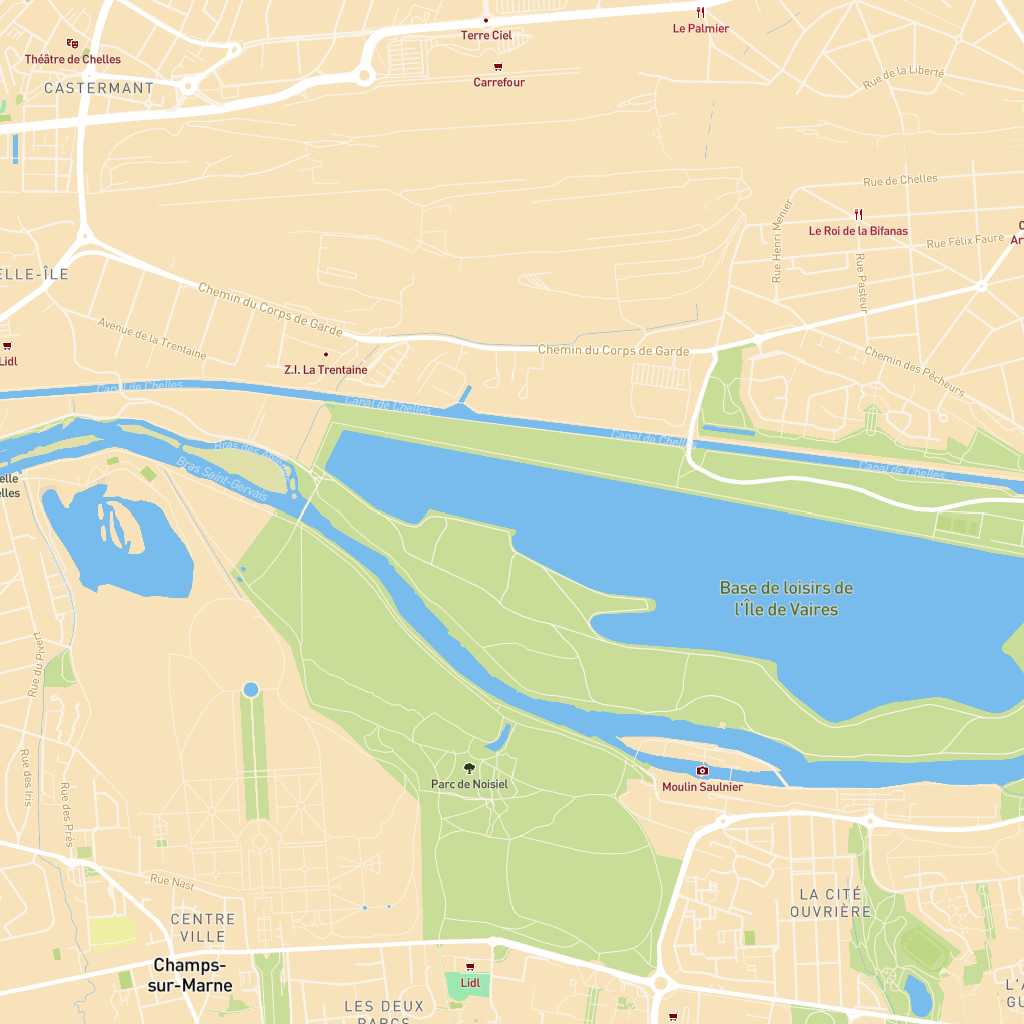 Terre Ciel
Le Palmier
Théâtre de Chelles
CASTERMANT
Carrefour
Rue de la Liberté
Rue de Chelles
Rue Henri Menier
Le Roi de la Bifanas
Rue Félix Faure
Rue Pasteur
ELLE-ÎLE
Chemin du Corps de Garde
Avenue de la Trentaine
Chemin du Corps de Garde
Lidl
Z.I. La Trentaine
Chemin des Pêcheurs
Canal de Chelles
Canal de Chelles
Canal de Chelles
Canal de Chelles
Bras Saint-Gervais
elle
elles
Base de loisirs de
l'Île de Vaires
Rue du Pivert
Rue des Iris
Rue des Prés
Parc de Noisiel
Moulin Saulnier
Rue Nast
CENTRE
VILLE
LA CITÉ
OUVRIÈRE
Champs-
sur-Marne
Lidl
LES DEUX
PARCS
L'A
GU